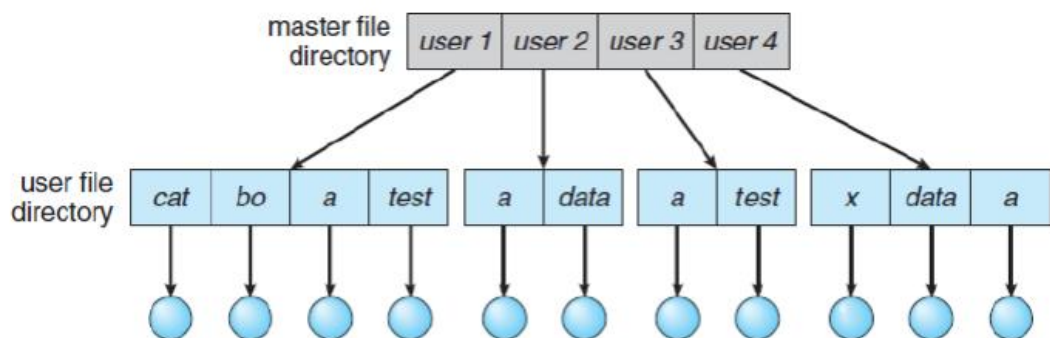 master file
directory
user 1 user 2 user 3 user 4
user file
directory
cat bo a test a data a test x data a